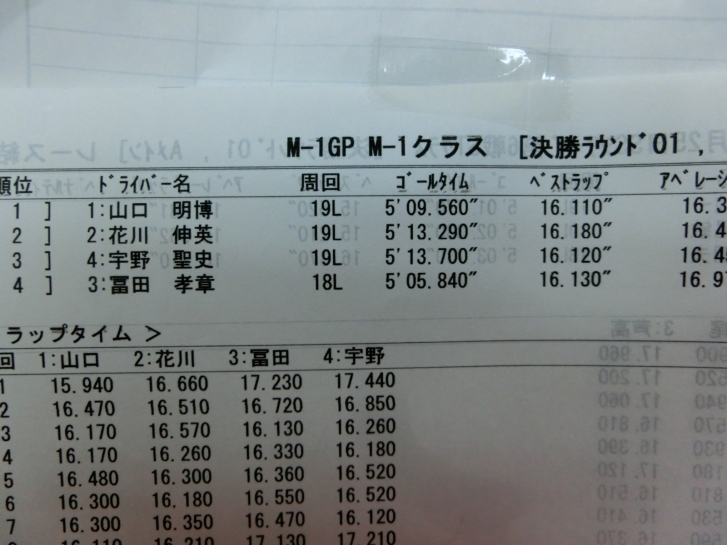 M-1GP M-1クラス [決勝ﾗｳﾝﾄﾞ01 ,
順位 ﾄﾞﾗｲﾊﾞｰ名 周回 ｺﾞｰﾙﾀｲﾑ ﾍﾞｽﾄﾗｯﾌﾟ ｱﾍﾞﾚｰｼ
1 ] 1:山口 明博 19L 5'09.560" 16.110" 16.3
2 ] 2:花川 伸英 19L 5'13.290" 16.180" 16.4
3 ] 4:宇野 聖史 19L 5'13.700" 16.120" 16.4
4 ] 3:冨田 孝章 18L 5'05.840" 16.130" 16.9
ラップタイム >
回 1:山口 2:花川 3:冨田 4:宇野
1 15.940 16.660 17.230 17.440
2 16.470 16.510 16.720 16.850
3 16.170 16.570 16.130 16.260
4 16.170 16.260 16.330 16.180
5 16.480 16.300 16.360 16.520
6 16.300 16.180 16.550 16.520
7 16.300 16.350 16.470 16.120
16.110 16.210 17.130 17.210